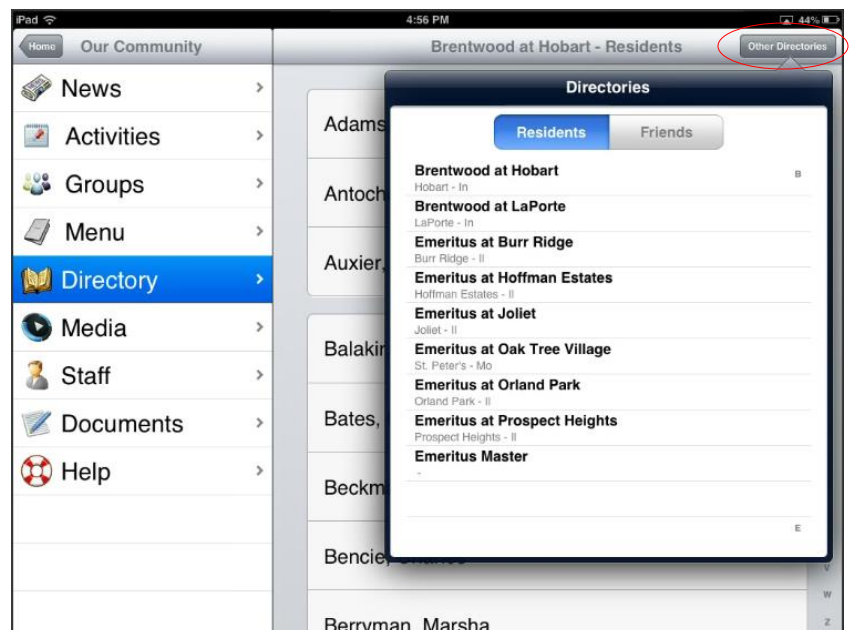 iPad 4:56 PM 44%
Home Our Community Brentwood at Hobart - Residents Other Directories
News
Activities
Groups
Menu
Directory
Media
Staff
Documents
Help
Adams
Antoch
Auxier,
Balakir
Bates,
Beckm
Bencie,
Berryman, Marsha
Directories
Residents Friends
Brentwood at Hobart B
Hobart - In
Brentwood at LaPorte
LaPorte - In
Emeritus at Burr Ridge
Burr Ridge - Il
Emeritus at Hoffman Estates
Hoffman Estates - Il
Emeritus at Joliet
Joliet - Il
Emeritus at Oak Tree Village
St. Peter's - Mo
Emeritus at Orland Park
Orland Park - Il
Emeritus at Prospect Heights
Prospect Heights - Il
Emeritus Master
-
E
V
W
Z